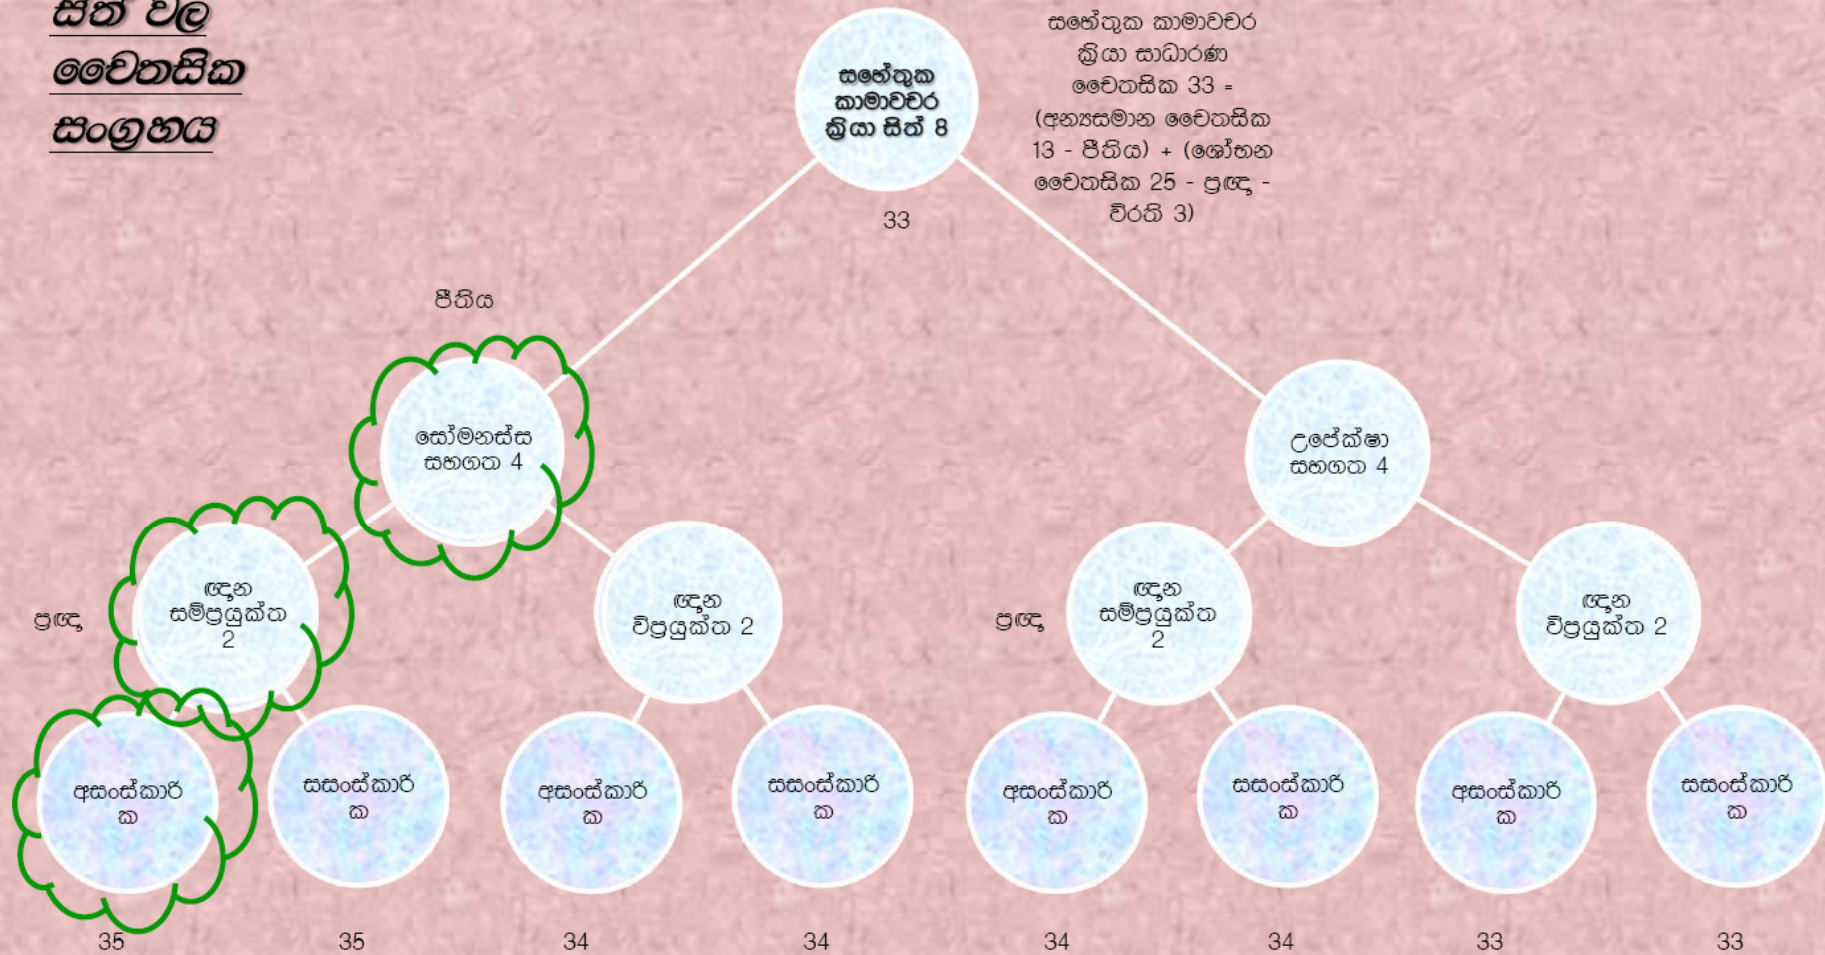 සිත් වල
චෛතසික
සංග්‍රහය
සහේතුක
කාමාවචර
ක්‍රියා සිත් 8
33
සහේතුක කාමාවචර
ක්‍රියා සාධාරණ
චෛතසික 33 =
(අන්‍යසමාන චෛතසික
13 - පීතිය) + (ශෝභන
චෛතසික 25 - ප්‍රඥා -
විරති 3)
පීතිය
සෝමනස්ස
සහගත 4
උපේක්ෂා
සහගත 4
ප්‍රඥා
ඥාන
සම්ප්‍රයුක්ත
2
ඥාන
විප්‍රයුක්ත 2
ප්‍රඥා
ඥාන
සම්ප්‍රයුක්ත
2
ඥාන
විප්‍රයුක්ත 2
අසංස්කාරි
ක
සසංස්කාරි
ක
අසංස්කාරි
ක
සසංස්කාරි
ක
අසංස්කාරි
ක
සසංස්කාරි
ක
අසංස්කාරි
ක
සසංස්කාරි
ක
35
35
34
34
34
34
33
33